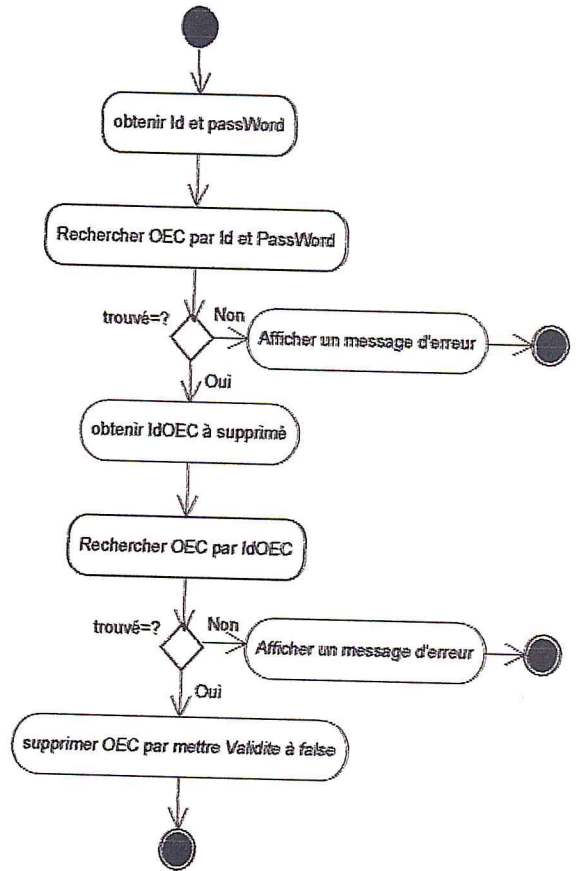 obtenir Id et passWord
Rechercher OEC par Id et PassWord
trouvé=?
Non
Afficher un message d'erreur
Oui
obtenir IdOEC à supprimé
Rechercher OEC par IdOEC
trouvé=?
Non
Afficher un message d'erreur
Oui
supprimer OEC par mettre Validite à false